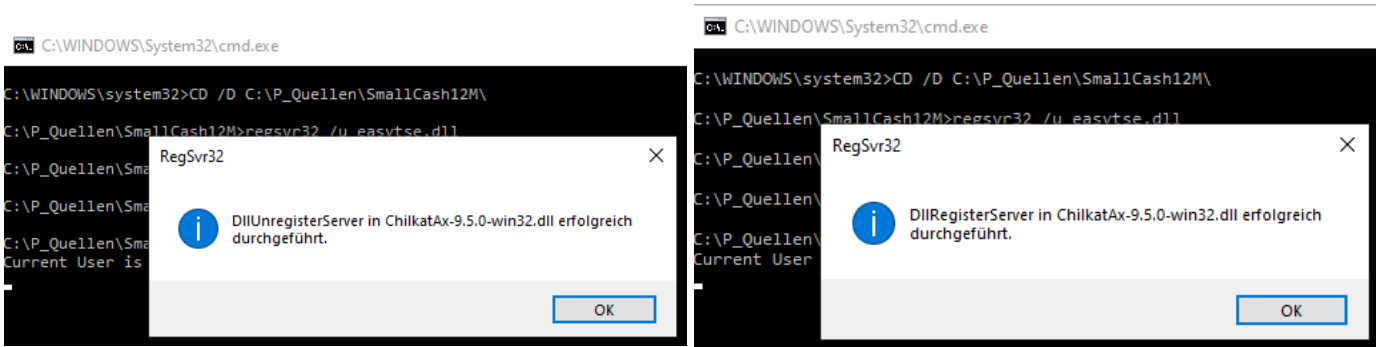 C:\WINDOWS\System32\cmd.exe
C:\WINDOWS\system32>CD /D C:\P_Quellen\SmallCash12M\
C:\P_Quellen\SmallCash12M>regsvr32 /u easytse.dll
C:\P_Quellen\Sma
C:\P_Quellen\Sma
C:\P_Quellen\Sma
Current User is
RegSvr32
DllUnregisterServer in ChilkatAx-9.5.0-win32.dll erfolgreich
durchgeführt.
OK
C:\WINDOWS\System32\cmd.exe
C:\WINDOWS\system32>CD /D C:\P_Quellen\SmallCash12M\
C:\P_Quellen\SmallCash12M>regsvr32 /u easytse.dll
C:\P_Quellen\
C:\P_Quellen\
C:\P_Quellen\
Current User
RegSvr32
DllRegisterServer in ChilkatAx-9.5.0-win32.dll erfolgreich
durchgeführt.
OK